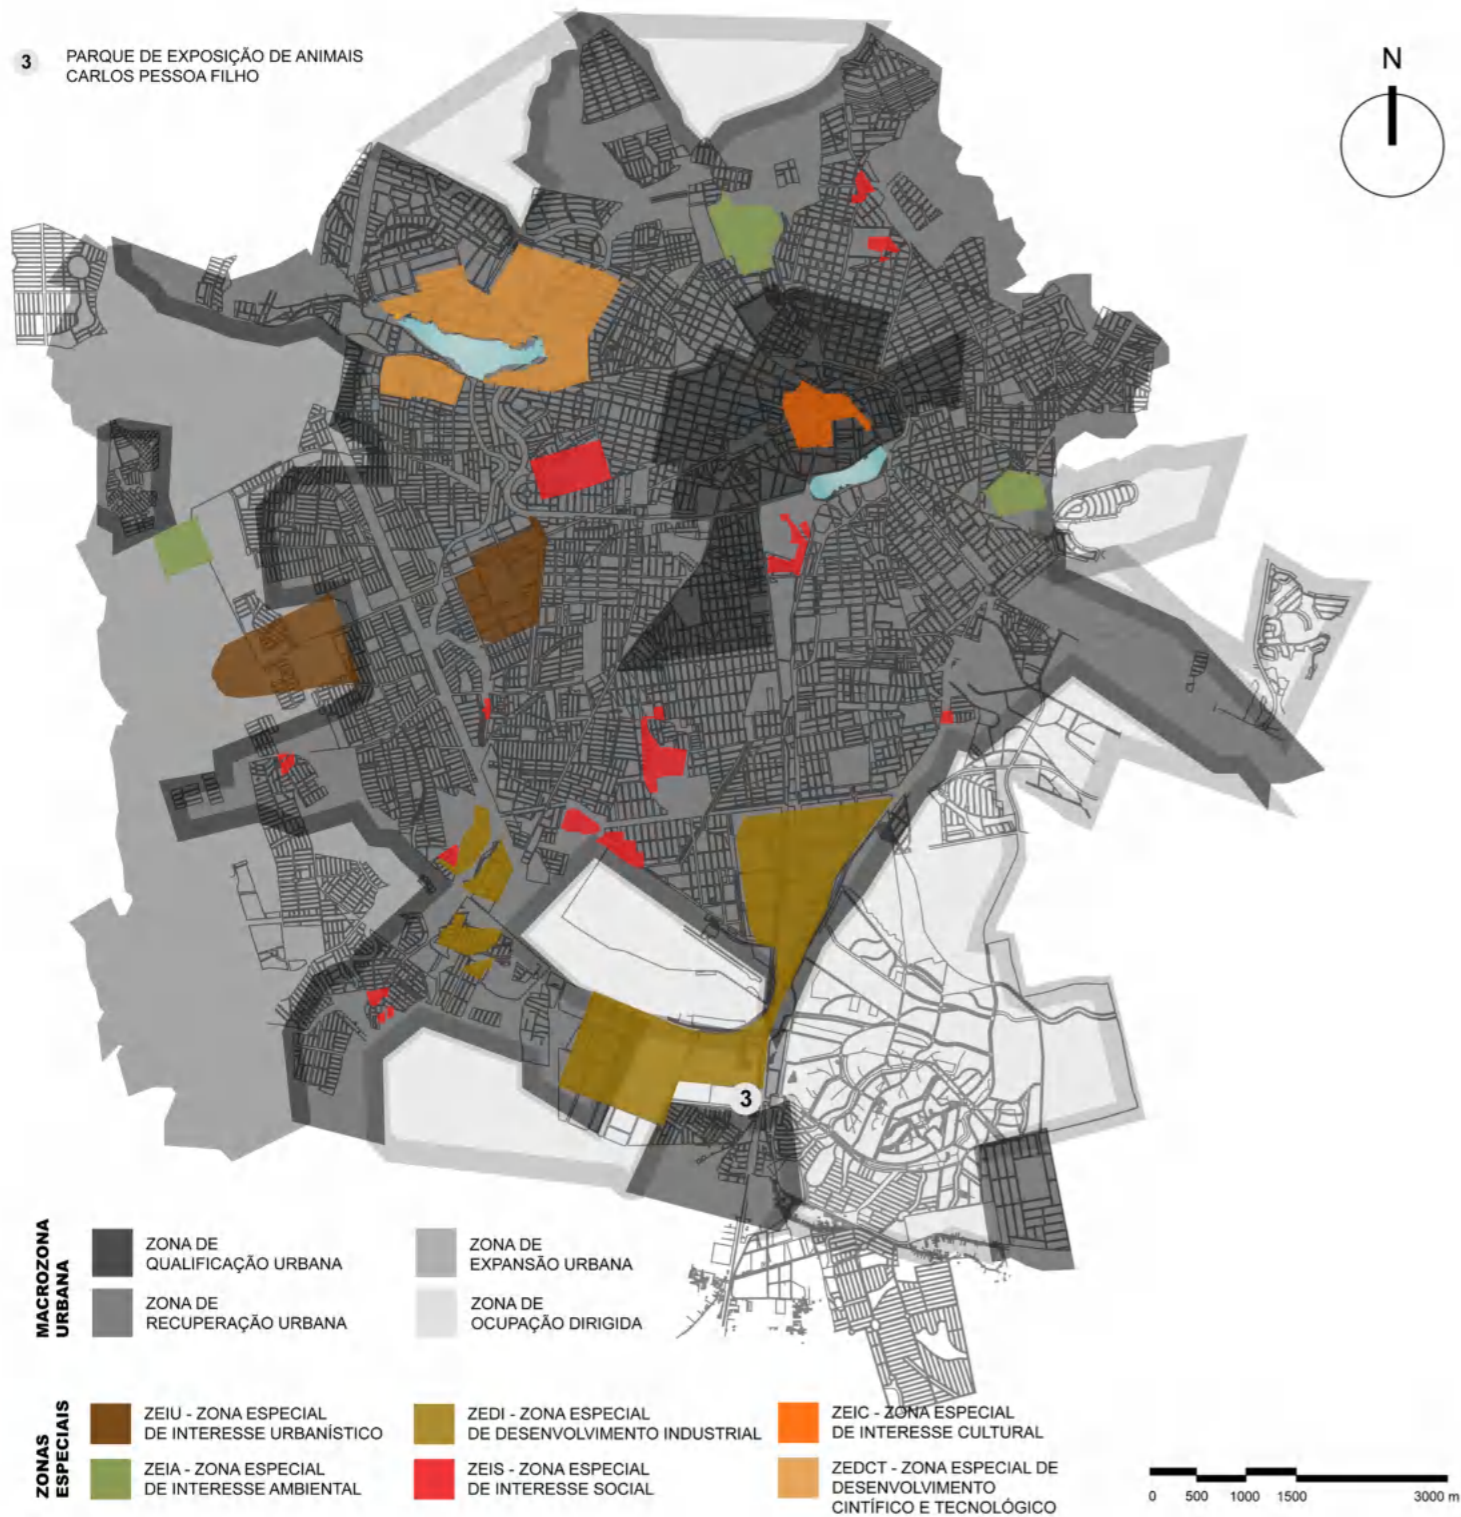 3
PARQUE DE EXPOSIÇÃO DE ANIMAIS
CARLOS PESSOA FILHO
N
3
MACROZONA
URBANA
ZONA DE
QUALIFICAÇÃO URBANA
ZONA DE
EXPANSÃO URBANA
ZONA DE
RECUPERAÇÃO URBANA
ZONA DE
OCUPAÇÃO DIRIGIDA
ZONAS
ESPECIAIS
ZEIU - ZONA ESPECIAL
DE INTERESSE URBANÍSTICO
ZEDI - ZONA ESPECIAL
DE DESENVOLVIMENTO INDUSTRIAL
ZEIC - ZONA ESPECIAL
DE INTERESSE CULTURAL
ZEIA - ZONA ESPECIAL
DE INTERESSE AMBIENTAL
ZEIS - ZONA ESPECIAL
DE INTERESSE SOCIAL
ZEDCT - ZONA ESPECIAL DE
DESENVOLVIMENTO
CINTÍFICO E TECNOLÓGICO
0 500 1000 1500 3000 m